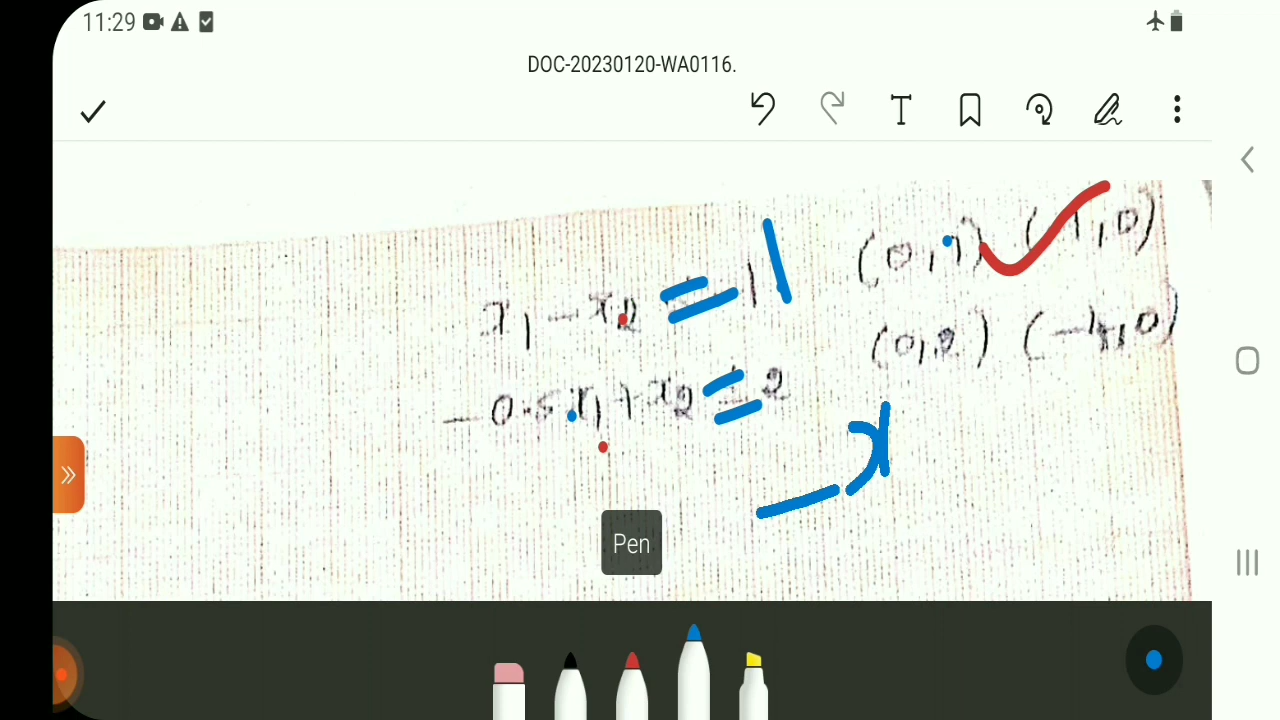 11:29
DOC-20230120-WA0116.
T
x₁ - x₂ = 1 (0,1) (1,0)
-0.5x₁ + x₂ = 2 (0,2) (-4,0)
Pen